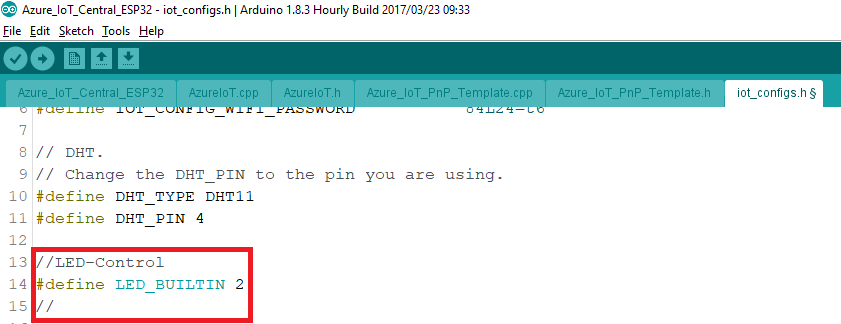 Azure_IoT_Central_ESP32 - iot_configs.h | Arduino 1.8.3 Hourly Build 2017/03/23 09:33
File Edit Sketch Tools Help
Azure_IoT_Central_ESP32 AzureIoT.cpp AzureIoT.h Azure_IoT_PnP_Template.cpp Azure_IoT_PnP_Template.h iot_configs.h §
6 #define IOT_CONFIG_WIFI_PASSWORD 84L24-t6
7
8 // DHT.
9 // Change the DHT_PIN to the pin you are using.
10 #define DHT_TYPE DHT11
11 #define DHT_PIN 4
12
13 //LED-Control
14 #define LED_BUILTIN 2
15 //